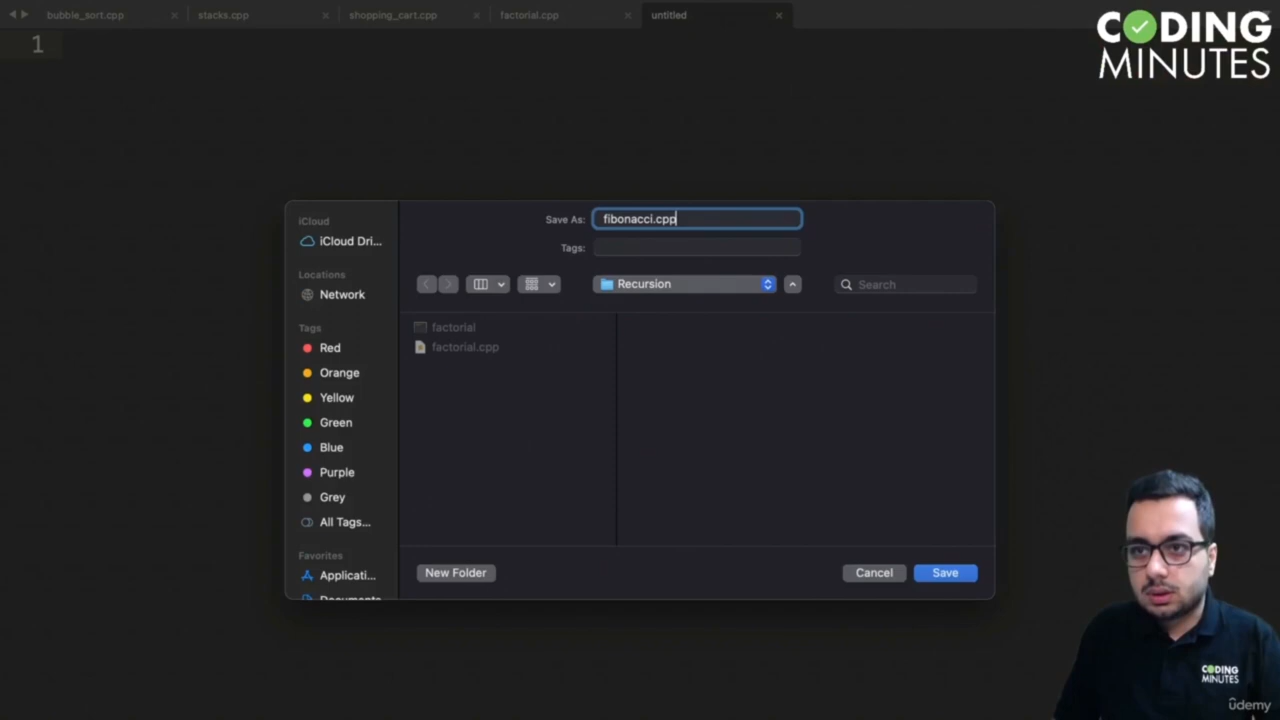 bubble_sort.cpp
stacks.cpp
shopping_cart.cpp
factorial.cpp
untitled
1
CODING
MINUTES
iCloud
iCloud Dri...
Locations
Network
Tags
Red
Orange
Yellow
Green
Blue
Purple
Grey
All Tags...
Favorites
Applicati...
Documents
Save As: fibonacci.cpp
Tags:
Recursion
Search
factorial
factorial.cpp
New Folder
Cancel
Save
CODING
MINUTES
ûdemy